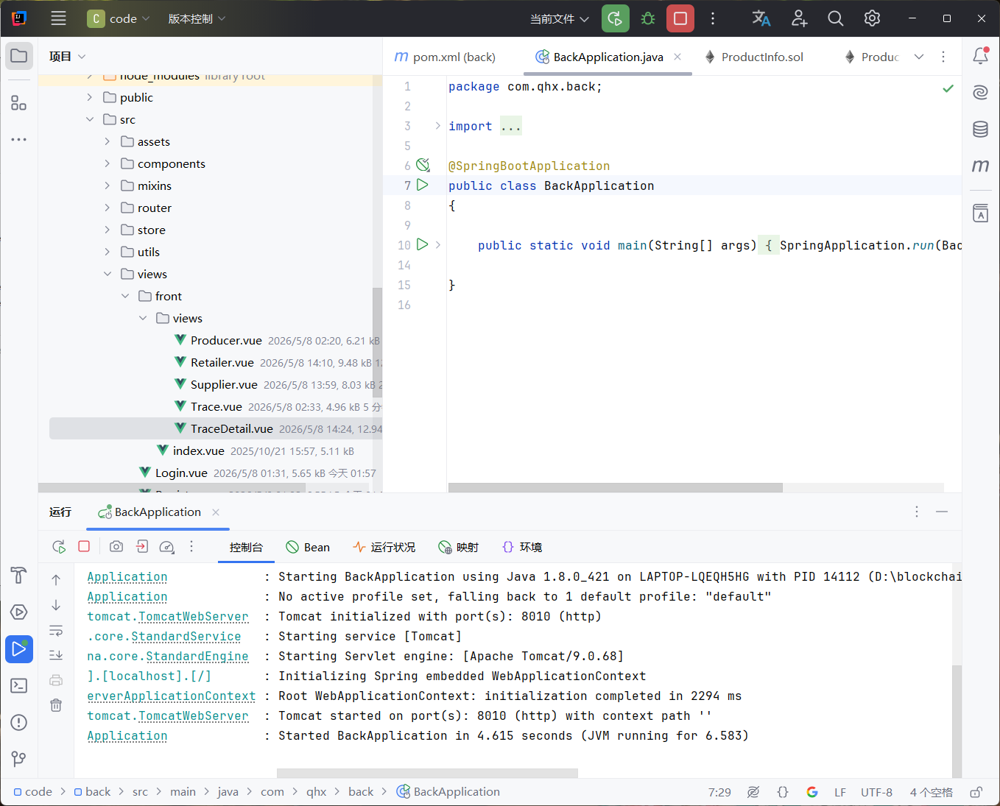 C code 版本控制 当前文件
项目
pom.xml (back) BackApplication.java ProductInfo.sol Produc
node_modules library root
public
src
assets
components
mixins
router
store
utils
views
front
views
Producer.vue 2026/5/8 02:20, 6.21 kB
Retailer.vue 2026/5/8 14:10, 9.48 kB 1
Supplier.vue 2026/5/8 13:59, 8.03 kB 2
Trace.vue 2026/5/8 02:33, 4.96 kB 5 分
TraceDetail.vue 2026/5/8 14:24, 12.94
index.vue 2025/10/21 15:57, 5.11 kB
Login.vue 2026/5/8 01:31, 5.65 kB 今天 01:57
1 package com.qhx.back;
2
3 import ...
5
6 @SpringBootApplication
7 public class BackApplication
8 {
9
10 public static void main(String[] args) { SpringApplication.run(Bac
14
15 }
16
运行 BackApplication
控制台 Bean 运行状况 映射 环境
Application : Starting BackApplication using Java 1.8.0_421 on LAPTOP-LQEQH5HG with PID 14112 (D:\blockchai
Application : No active profile set, falling back to 1 default profile: "default"
tomcat.TomcatWebServer : Tomcat initialized with port(s): 8010 (http)
.core.StandardService : Starting service [Tomcat]
na.core.StandardEngine : Starting Servlet engine: [Apache Tomcat/9.0.68]
].[localhost].[/] : Initializing Spring embedded WebApplicationContext
erverApplicationContext : Root WebApplicationContext: initialization completed in 2294 ms
tomcat.TomcatWebServer : Tomcat started on port(s): 8010 (http) with context path ''
Application : Started BackApplication in 4.615 seconds (JVM running for 6.583)
code > back > src > main > java > com > qhx > back > BackApplication 7:29 LF UTF-8 4 个空格